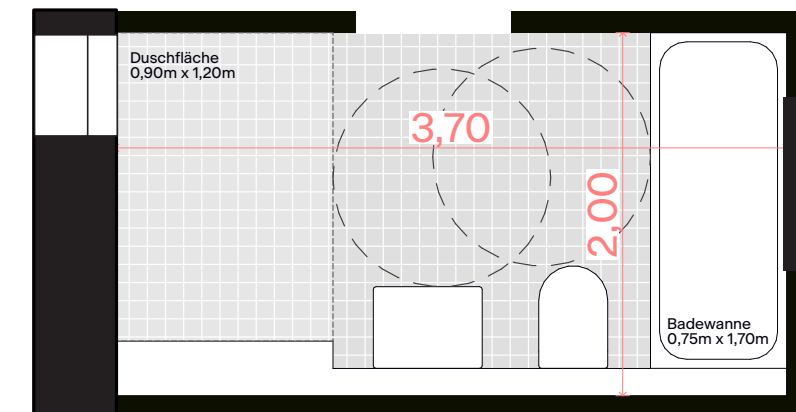 Duschfläche
0,90m x 1,20m
3,70
2,00
Badewanne
0,75m x 1,70m